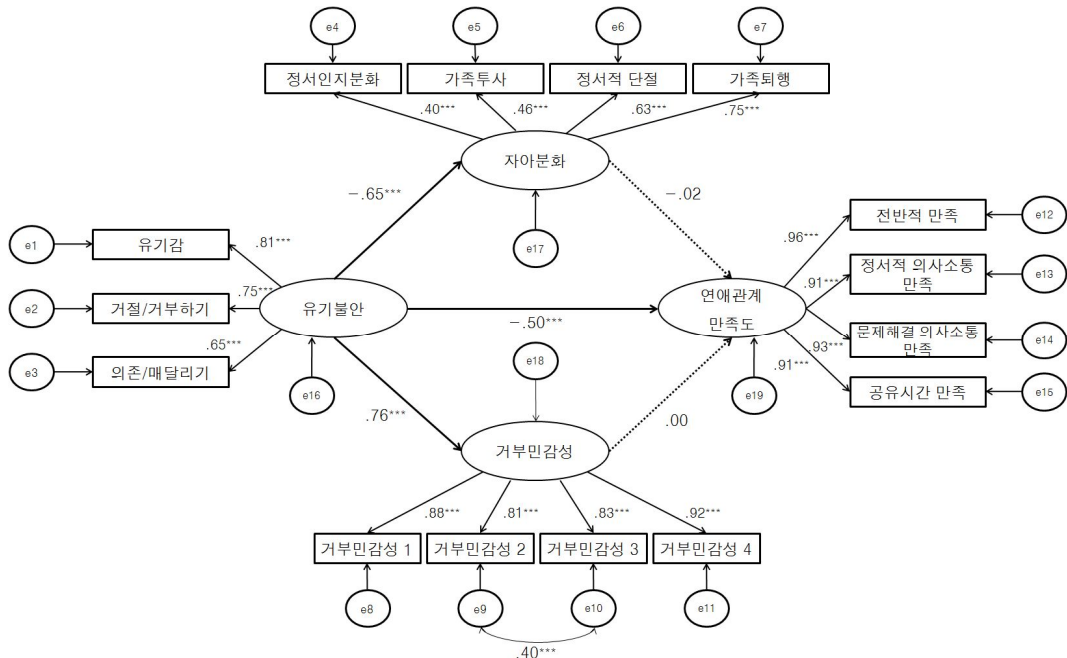 e4
e5
e6
e7
정서인지분화
가족투사
정서적 단절
가족퇴행
.40***
.46***
.63***
.75***
자아분화
−.65***
−.02
e17
e1
유기감
.81***
전반적 만족
e12
.96***
e2
거절/거부하기
.75***
유기불안
연애관계
만족도
정서적 의사소통
만족
e13
.91***
−.50***
e3
의존/매달리기
.65***
e16
e18
e19
문제해결 의사소통
만족
e14
.93***
.91***
공유시간 만족
e15
.76***
.00
거부민감성
.88***
.81***
.83***
.92***
거부민감성 1
거부민감성 2
거부민감성 3
거부민감성 4
e8
e9
e10
e11
.40***